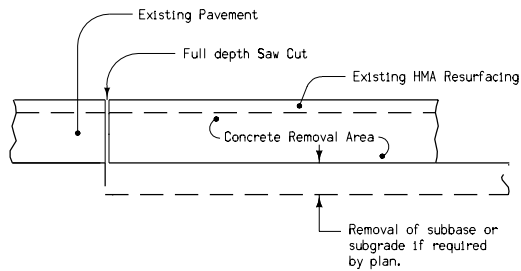 Existing Pavement
Full depth Saw Cut
Existing HMA Resurfacing
Concrete Removal Area
Removal of subbase or
subgrade if required
by plan.